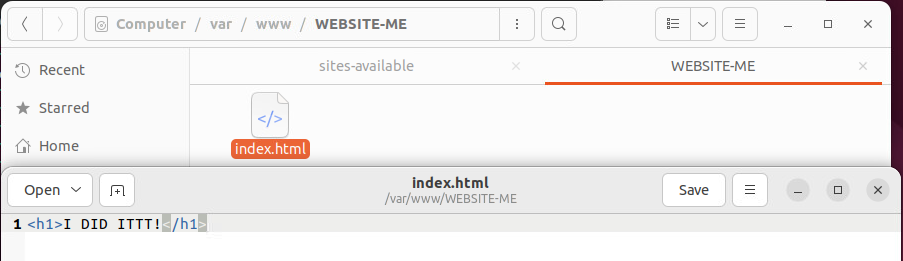 Computer / var / www / WEBSITE-ME
sites-available
WEBSITE-ME
Recent
Starred
Home
</>
index.html
Open
index.html
/var/www/WEBSITE-ME
Save
1 <h1>I DID ITTT!</h1>